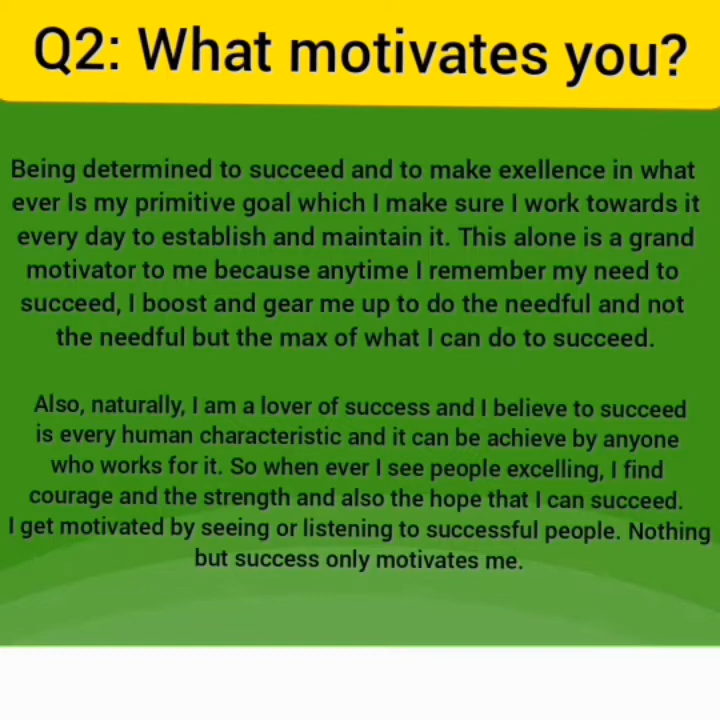 Q2: What motivates you?
Being determined to succeed and to make exellence in what
ever Is my primitive goal which I make sure I work towards it
every day to establish and maintain it. This alone is a grand
motivator to me because anytime I remember my need to
succeed, I boost and gear me up to do the needful and not
the needful but the max of what I can do to succeed.
Also, naturally, I am a lover of success and I believe to succeed
is every human characteristic and it can be achieve by anyone
who works for it. So when ever I see people excelling, I find
courage and the strength and also the hope that I can succeed.
I get motivated by seeing or listening to successful people. Nothing
but success only motivates me.